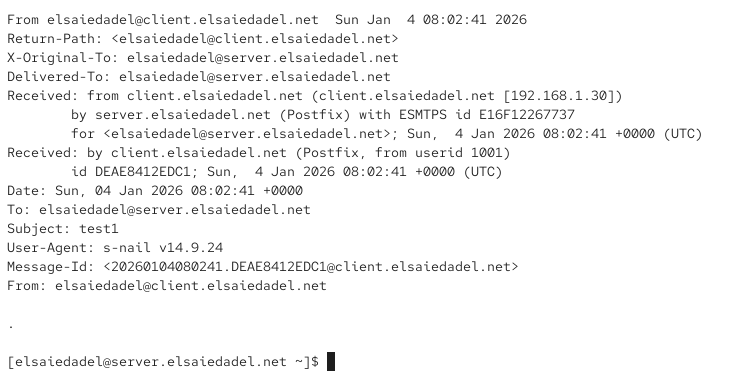 From elsaiedadel@client.elsaiedadel.net  Sun Jan  4 08:02:41 2026
Return-Path: <elsaiedadel@client.elsaiedadel.net>
X-Original-To: elsaiedadel@server.elsaiedadel.net
Delivered-To: elsaiedadel@server.elsaiedadel.net
Received: from client.elsaiedadel.net (client.elsaiedadel.net [192.168.1.30])
        by server.elsaiedadel.net (Postfix) with ESMTPS id E16F12267737
        for <elsaiedadel@server.elsaiedadel.net>; Sun,  4 Jan 2026 08:02:41 +0000 (UTC)
Received: by client.elsaiedadel.net (Postfix, from userid 1001)
        id DEAE8412EDC1; Sun,  4 Jan 2026 08:02:41 +0000 (UTC)
Date: Sun, 04 Jan 2026 08:02:41 +0000
To: elsaiedadel@server.elsaiedadel.net
Subject: test1
User-Agent: s-nail v14.9.24
Message-Id: <20260104080241.DEAE8412EDC1@client.elsaiedadel.net>
From: elsaiedadel@client.elsaiedadel.net

.

[elsaiedadel@server.elsaiedadel.net ~]$